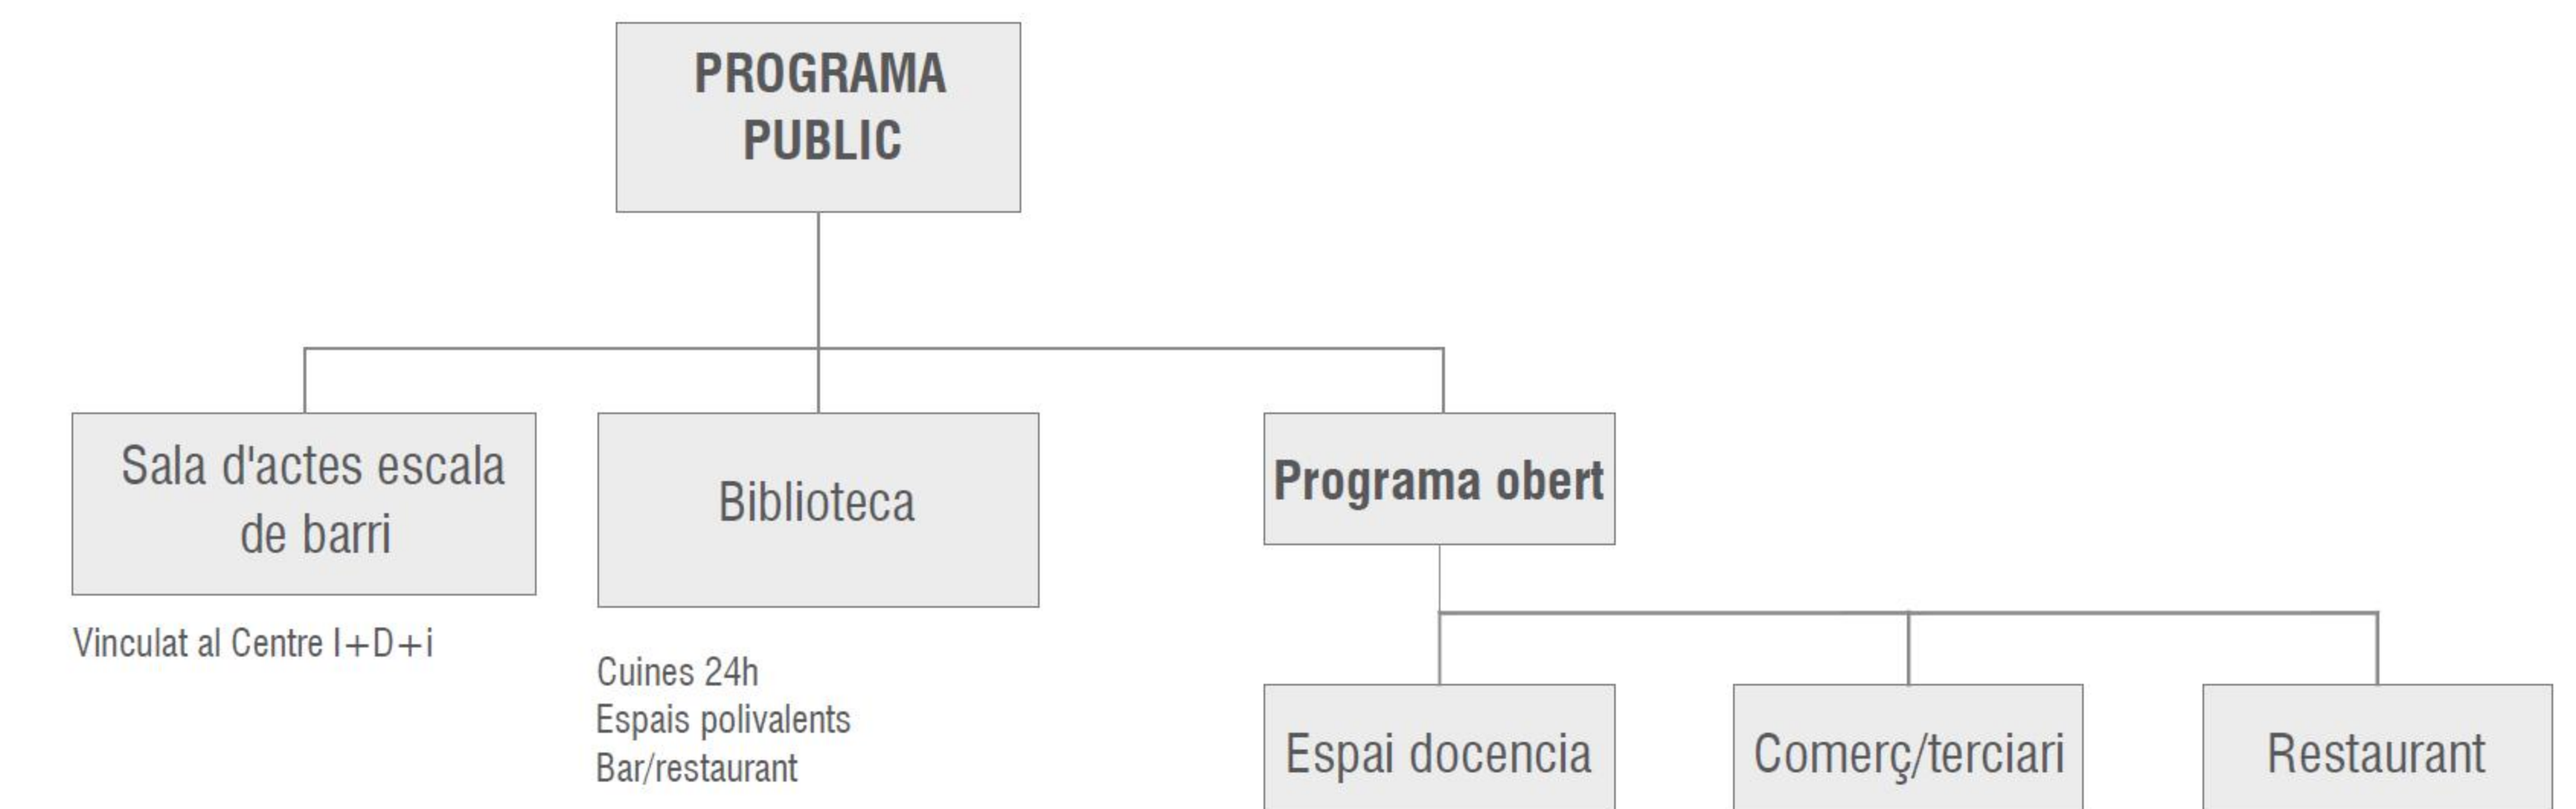 PROGRAMA
PUBLIC
Sala d'actes escala
de barri
Biblioteca
Programa obert
Vinculat al Centre I+D+i
Cuines 24h
Espais polivalents
Bar/restaurant
Espai docencia
Comerç/terciari
Restaurant